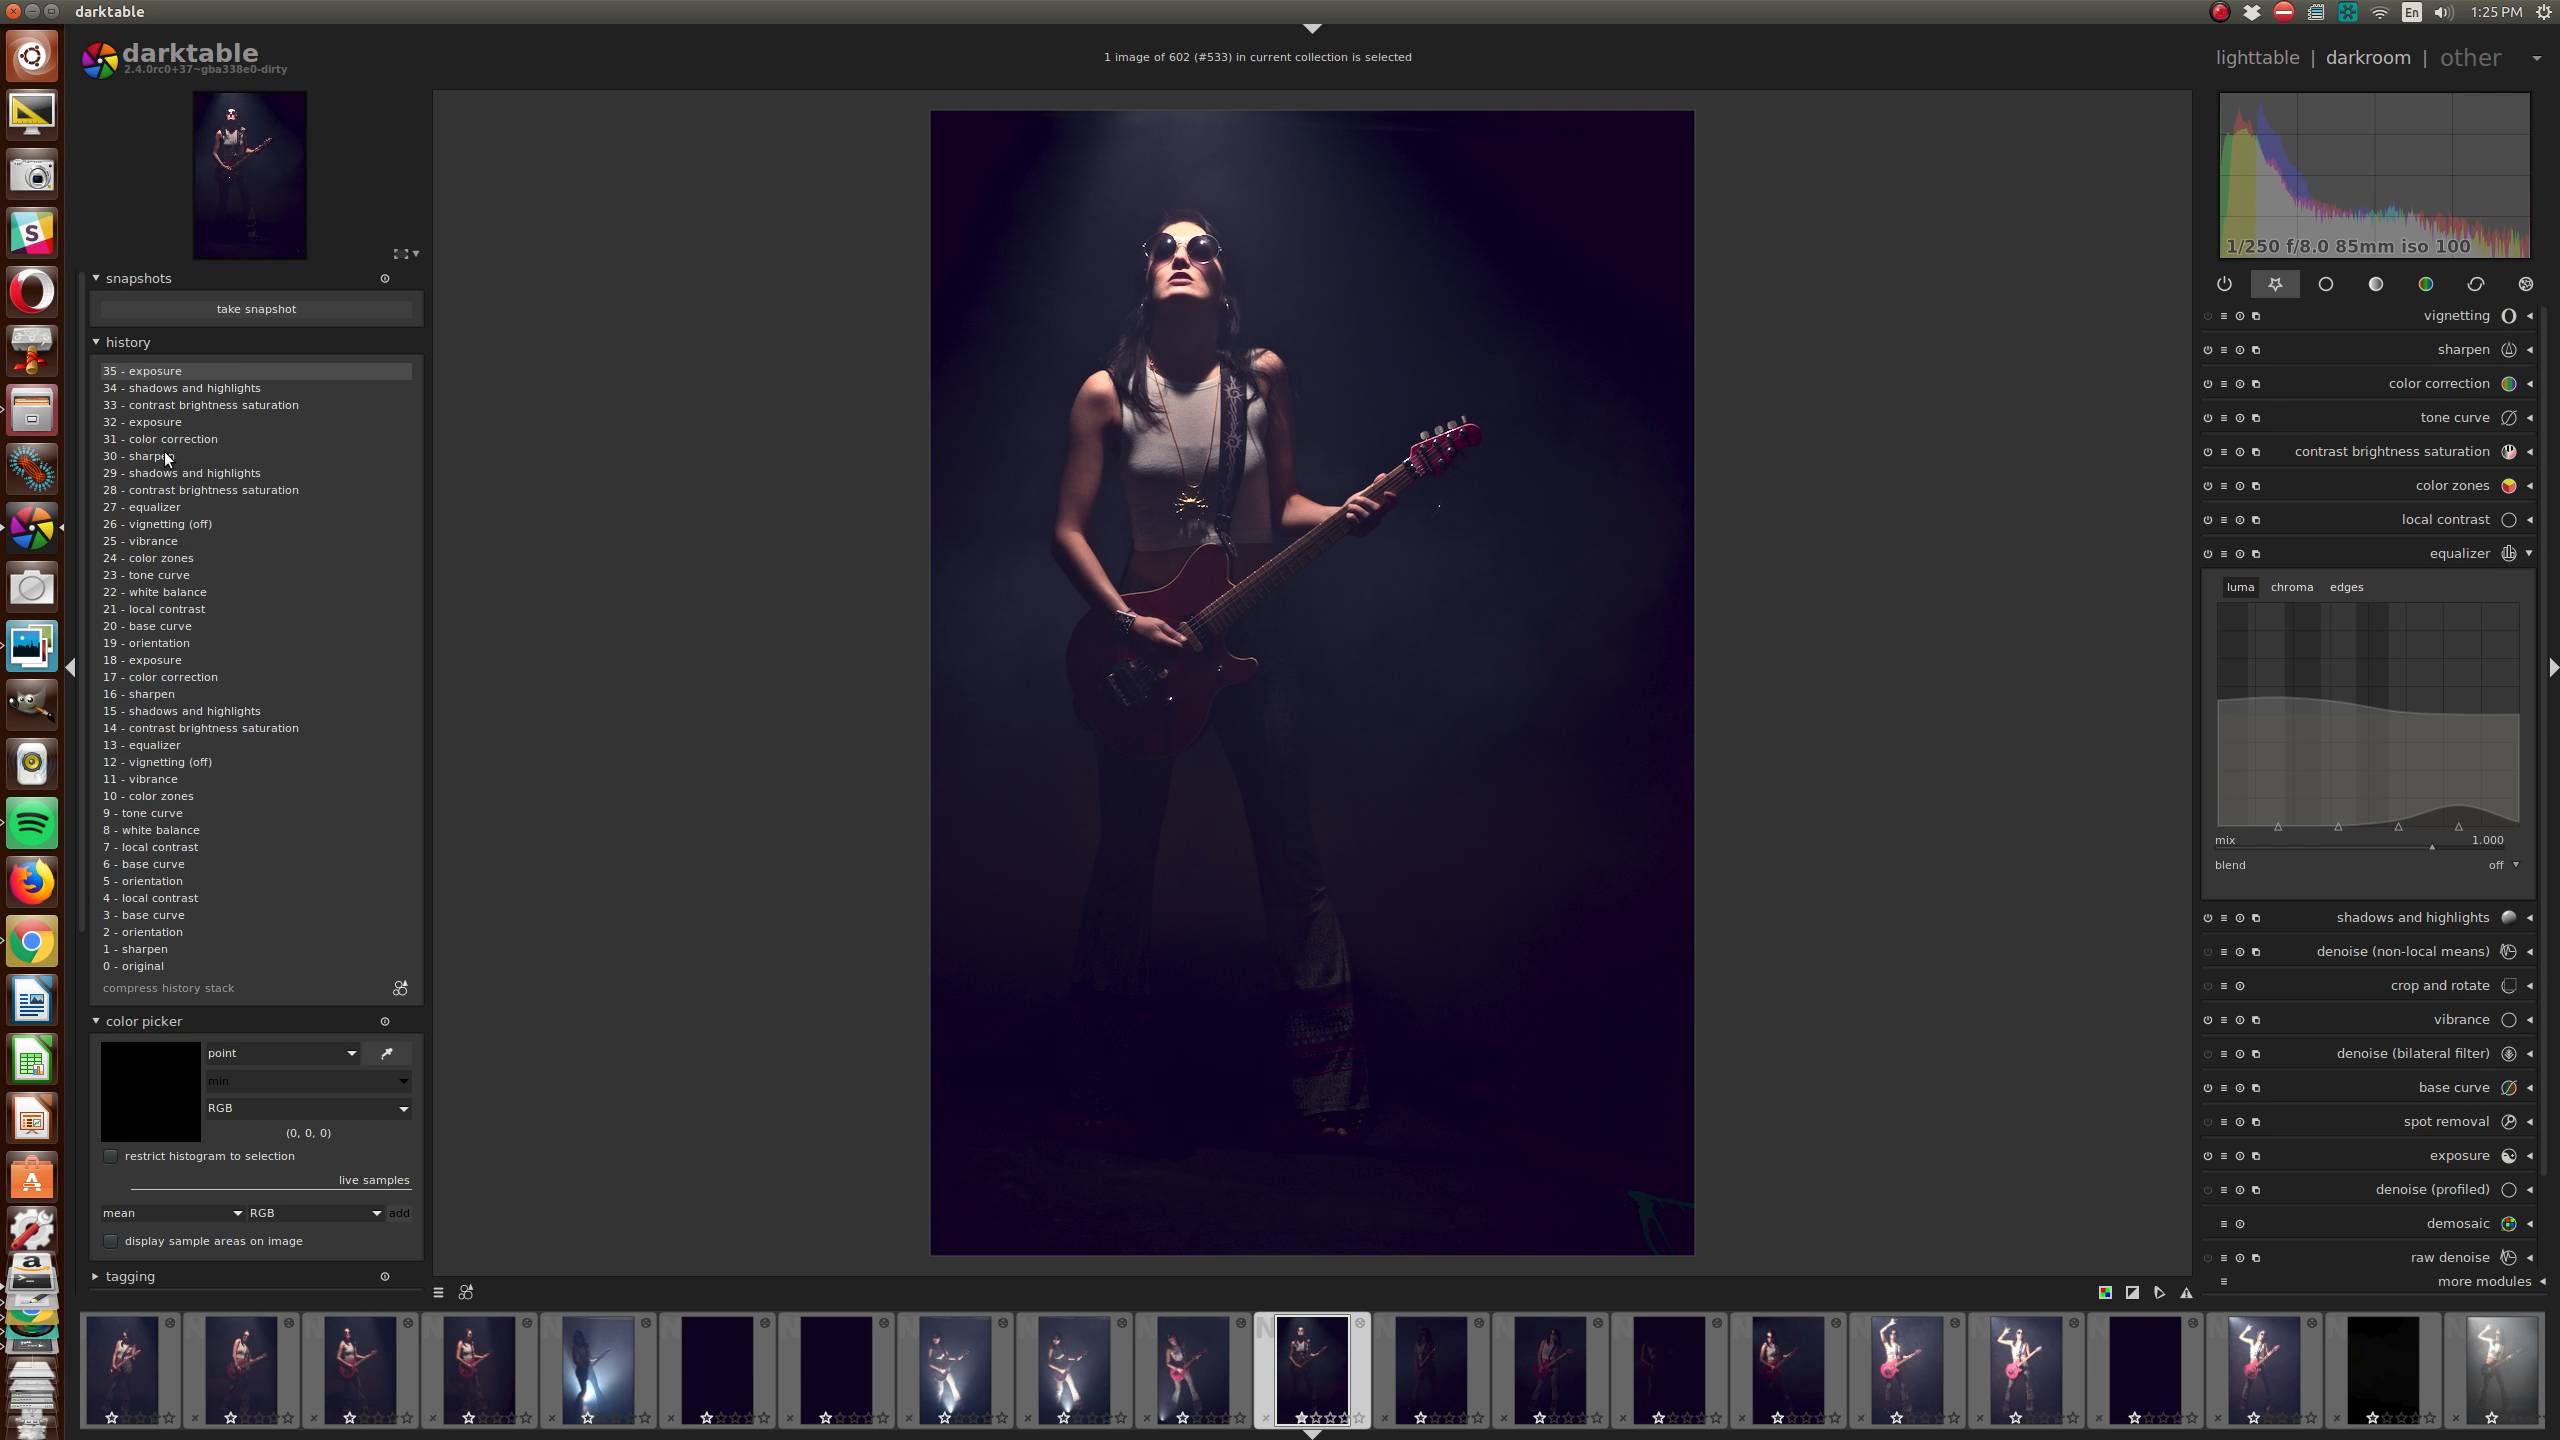 darktable
En
1:25 PM
darktable
2.4.0rc0+37~gba338e0-dirty
1 image of 602 (#533) in current collection is selected
lighttable | darkroom | other
1/250 f/8.0 85mm iso 100
snapshots
take snapshot
history
35 - exposure
34 - shadows and highlights
33 - contrast brightness saturation
32 - exposure
31 - color correction
30 - sharpen
29 - shadows and highlights
28 - contrast brightness saturation
27 - equalizer
26 - vignetting (off)
25 - vibrance
24 - color zones
23 - tone curve
22 - white balance
21 - local contrast
20 - base curve
19 - orientation
18 - exposure
17 - color correction
16 - sharpen
15 - shadows and highlights
14 - contrast brightness saturation
13 - equalizer
12 - vignetting (off)
11 - vibrance
10 - color zones
9 - tone curve
8 - white balance
7 - local contrast
6 - base curve
5 - orientation
4 - local contrast
3 - base curve
2 - orientation
1 - sharpen
0 - original
compress history stack
color picker
point
min
RGB
(0, 0, 0)
restrict histogram to selection
live samples
mean
RGB
add
display sample areas on image
tagging
vignetting
sharpen
color correction
tone curve
contrast brightness saturation
color zones
local contrast
equalizer
luma
chroma
edges
mix
1.000
blend
off
shadows and highlights
denoise (non-local means)
crop and rotate
vibrance
denoise (bilateral filter)
base curve
spot removal
exposure
denoise (profiled)
demosaic
raw denoise
more modules